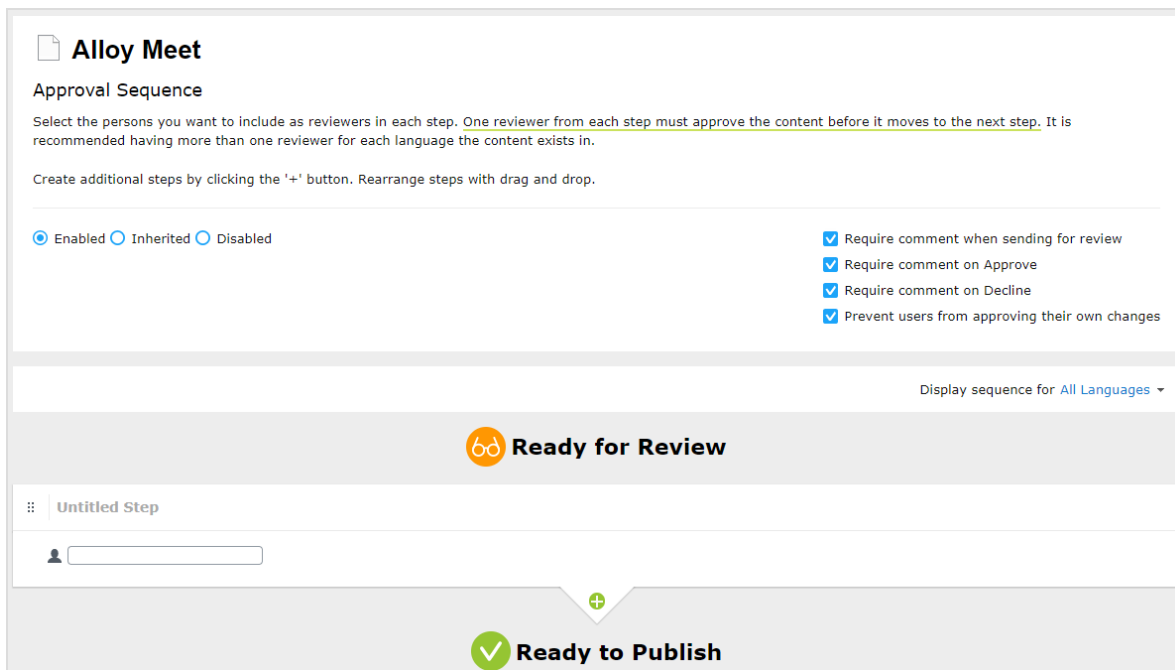 Alloy Meet
Approval Sequence
Select the persons you want to include as reviewers in each step. One reviewer from each step must approve the content before it moves to the next step. It is
recommended having more than one reviewer for each language the content exists in.
Create additional steps by clicking the '+' button. Rearrange steps with drag and drop.
Enabled Inherited Disabled
Require comment when sending for review
Require comment on Approve
Require comment on Decline
Prevent users from approving their own changes
Display sequence for All Languages
Ready for Review
Untitled Step
Ready to Publish